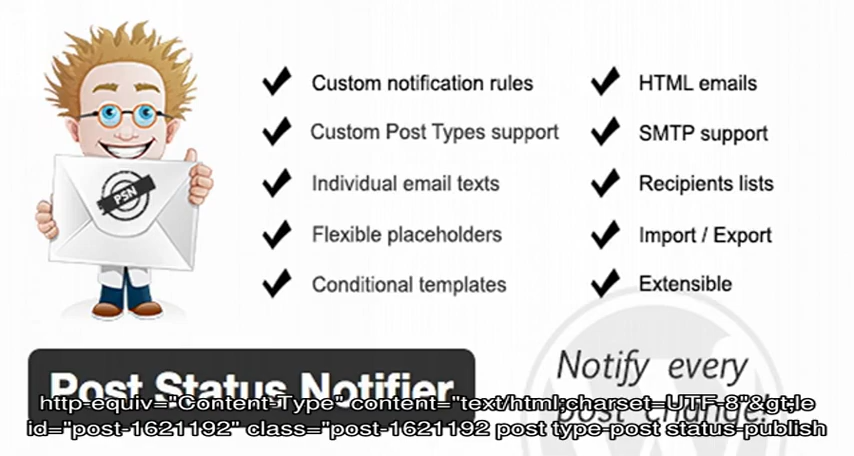 Custom notification rules
HTML emails
Custom Post Types support
SMTP support
Individual email texts
Recipients lists
Flexible placeholders
Import / Export
Conditional templates
Extensible
PSN
Post Status Notifier
Notify every
post change!
http-equiv="Content-Type" content="text/html;charset=UTF-8"&gt;le
id="post-1621192" class="post-1621192 post type-post status-publish